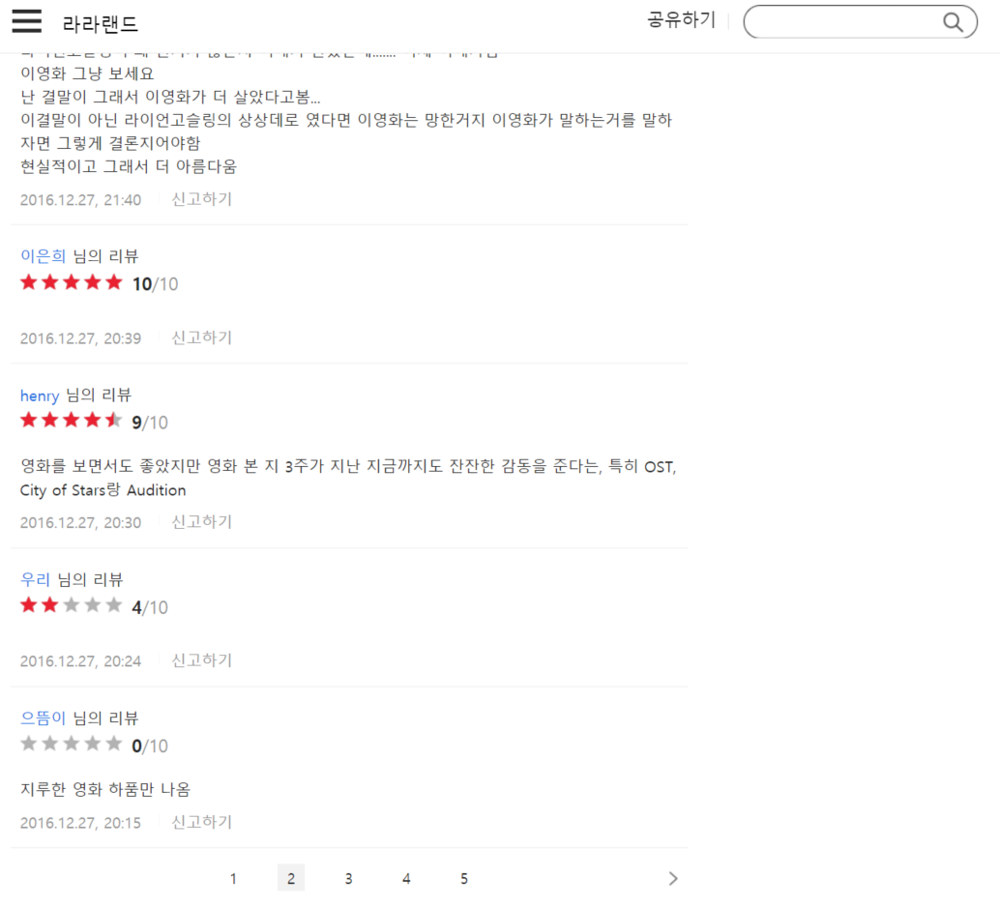 라라랜드
공유하기
이영화 그냥 보세요
난 결말이 그래서 이영화가 더 살았다고봄...
이결말이 아닌 라이언고슬링의 상상데로 였다면 이영화는 망한거지 이영화가 말하는거를 말하
자면 그렇게 결론지어야함
현실적이고 그래서 더 아름다움
2016.12.27, 21:40 신고하기
이은희 님의 리뷰
10/10
2016.12.27, 20:39 신고하기
henry 님의 리뷰
9/10
영화를 보면서도 좋았지만 영화 본 지 3주가 지난 지금까지도 잔잔한 감동을 준다는, 특히 OST,
City of Stars랑 Audition
2016.12.27, 20:30 신고하기
우리 님의 리뷰
4/10
2016.12.27, 20:24 신고하기
으뜸이 님의 리뷰
0/10
지루한 영화 하품만 나옴
2016.12.27, 20:15 신고하기
1 2 3 4 5